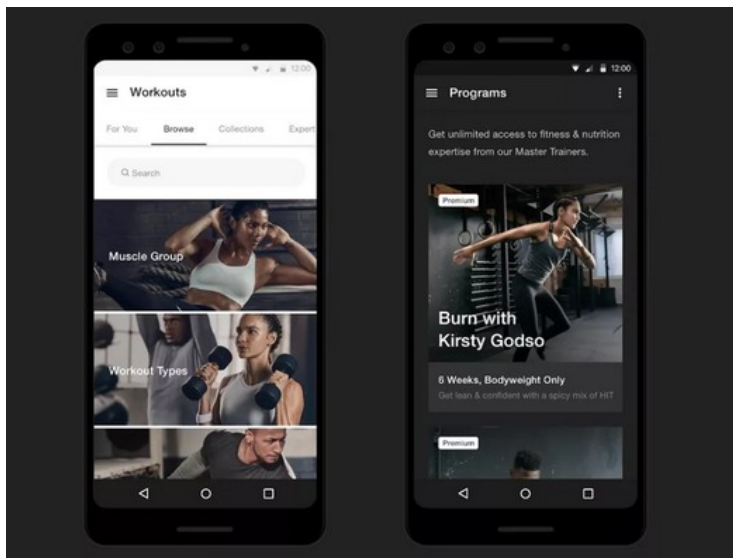 12:00
Workouts
For You Browse Collections Expert
Search
Muscle Group
Workout Types
12:00
Programs
Get unlimited access to fitness & nutrition
expertise from our Master Trainers.
Premium
Burn with
Kirsty Godso
6 Weeks, Bodyweight Only
Get lean & confident with a spicy mix of HIT
Premium